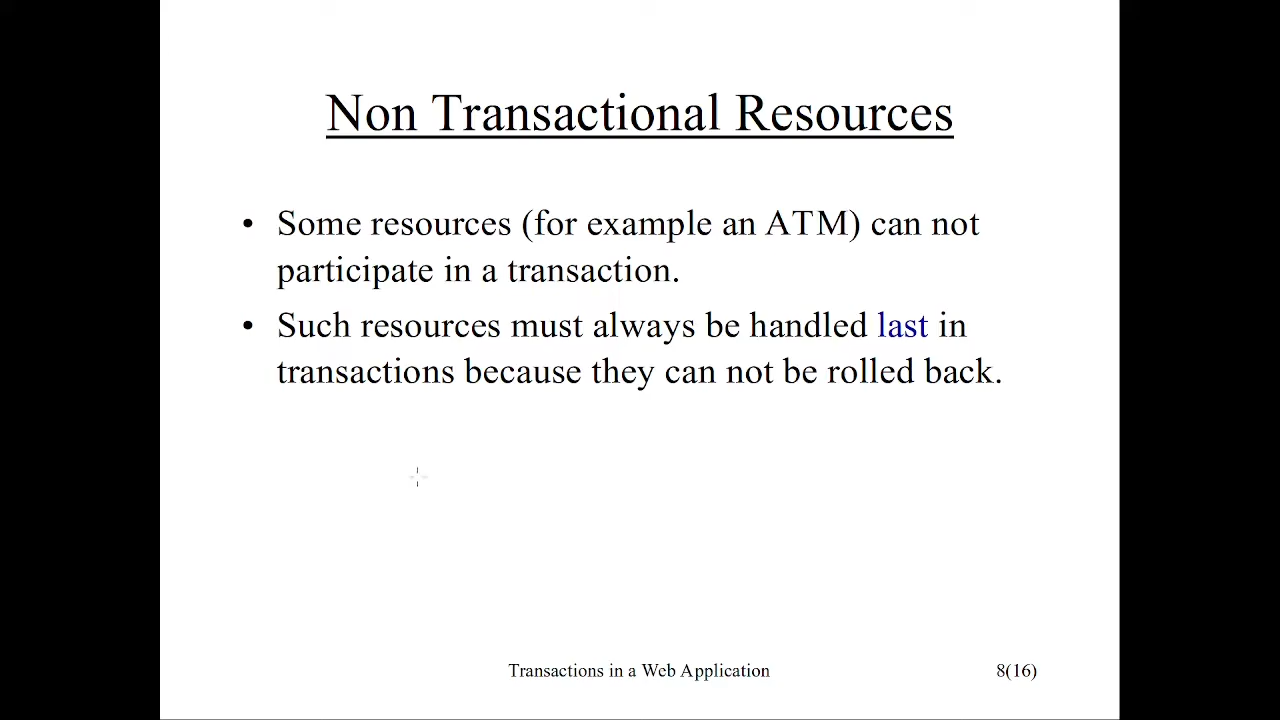 Non Transactional Resources
• Some resources (for example an ATM) can not
participate in a transaction.
• Such resources must always be handled last in
transactions because they can not be rolled back.
Transactions in a Web Application
8(16)